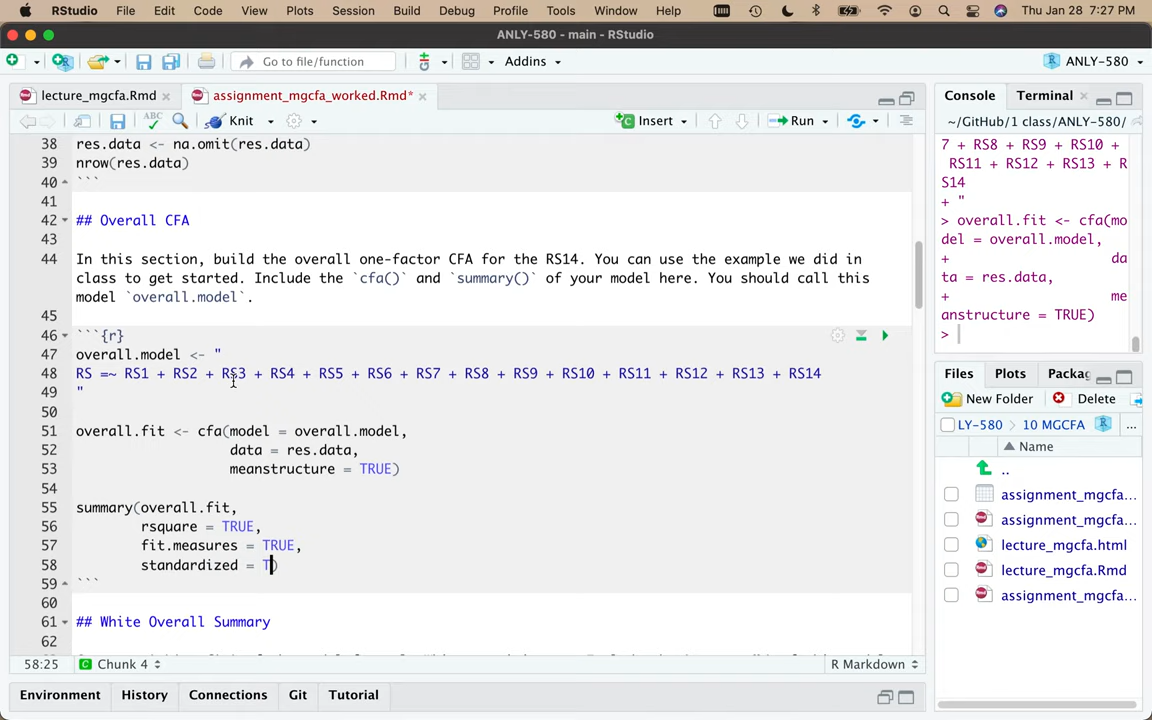 RStudio File Edit Code View Plots Session Build Debug Profile Tools Window Help Thu Jan 28 7:27 PM
ANLY-580 - main - RStudio
Go to file/function Addins ANLY-580
lecture_mgcfa.Rmd assignment_mgcfa_worked.Rmd*
ABC Knit Insert Run
38 res.data <- na.omit(res.data)
39 nrow(res.data)
40 ```
41
42 ## Overall CFA
43
44 In this section, build the overall one-factor CFA for the RS14. You can use the example we did in
class to get started. Include the `cfa()` and `summary()` of your model here. You should call this
model `overall.model`.
45
46 ```{r}
47 overall.model <- "
48 RS =~ RS1 + RS2 + RS3 + RS4 + RS5 + RS6 + RS7 + RS8 + RS9 + RS10 + RS11 + RS12 + RS13 + RS14
49 "
50
51 overall.fit <- cfa(model = overall.model,
52 data = res.data,
53 meanstructure = TRUE)
54
55 summary(overall.fit,
56 rsquare = TRUE,
57 fit.measures = TRUE,
58 standardized = T)
59 ```
60
61 ## White Overall Summary
62
58:25 Chunk 4 R Markdown
Environment History Connections Git Tutorial
Console Terminal
~/GitHub/1 class/ANLY-580/
7 + RS8 + RS9 + RS10 +
RS11 + RS12 + RS13 + R
S14
+ "
> overall.fit <- cfa(mo
del = overall.model,
+ da
ta = res.data,
+ me
anstructure = TRUE)
>
Files Plots Packag
New Folder Delete
LY-580 > 10 MGCFA ...
Name
..
assignment_mgcfa...
assignment_mgcfa...
lecture_mgcfa.html
lecture_mgcfa.Rmd
assignment_mgcfa...